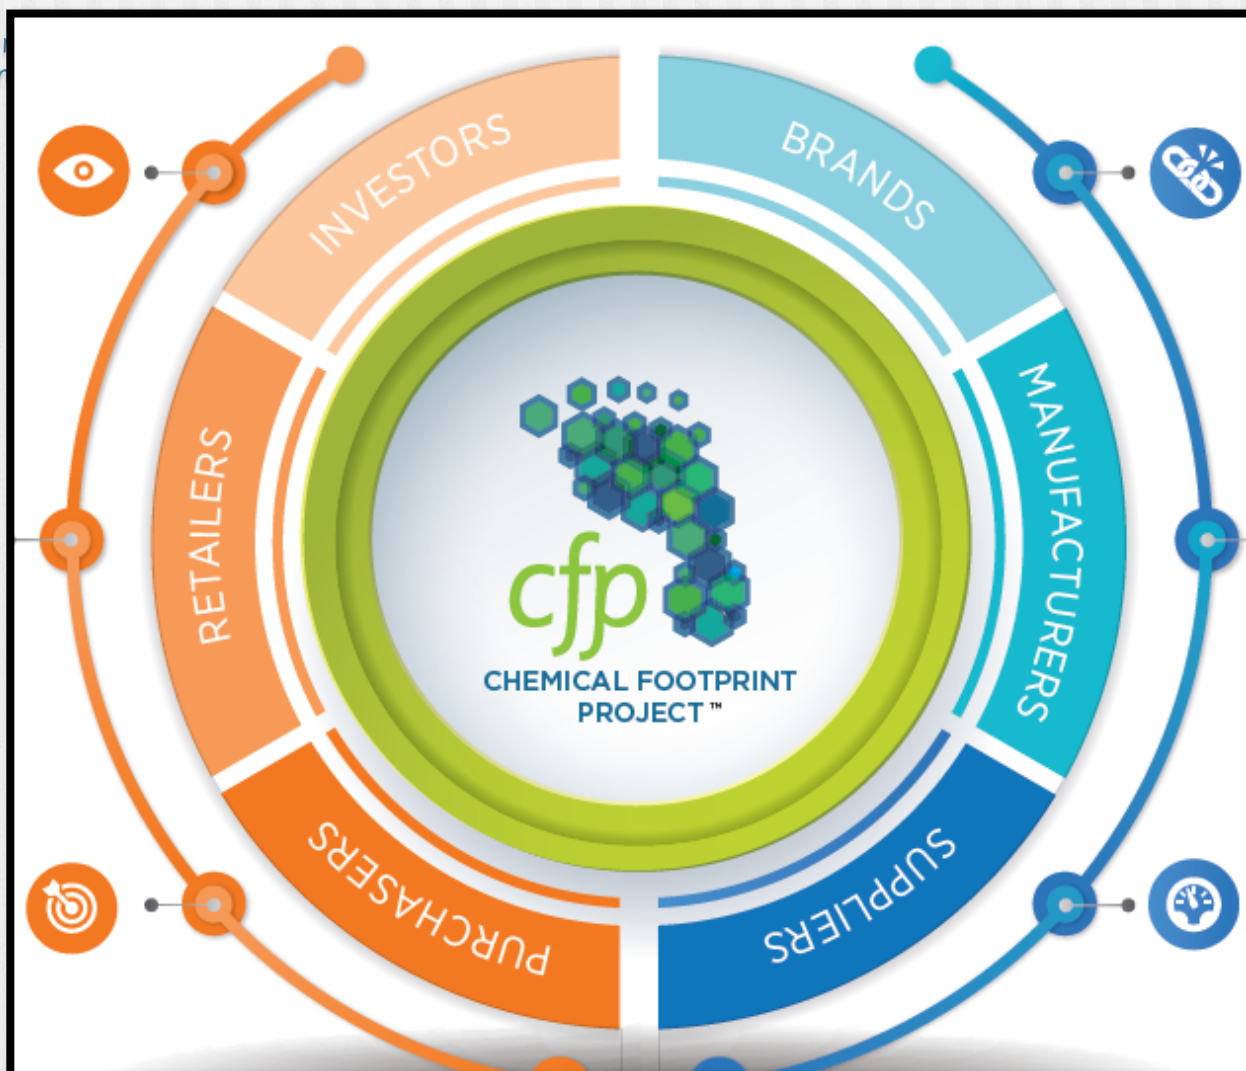 INVESTORS
BRANDS
RETAILERS
MANUFACTURERS
cfp
CHEMICAL FOOTPRINT
PROJECT™
PURCHASERS
SUPPLIERS